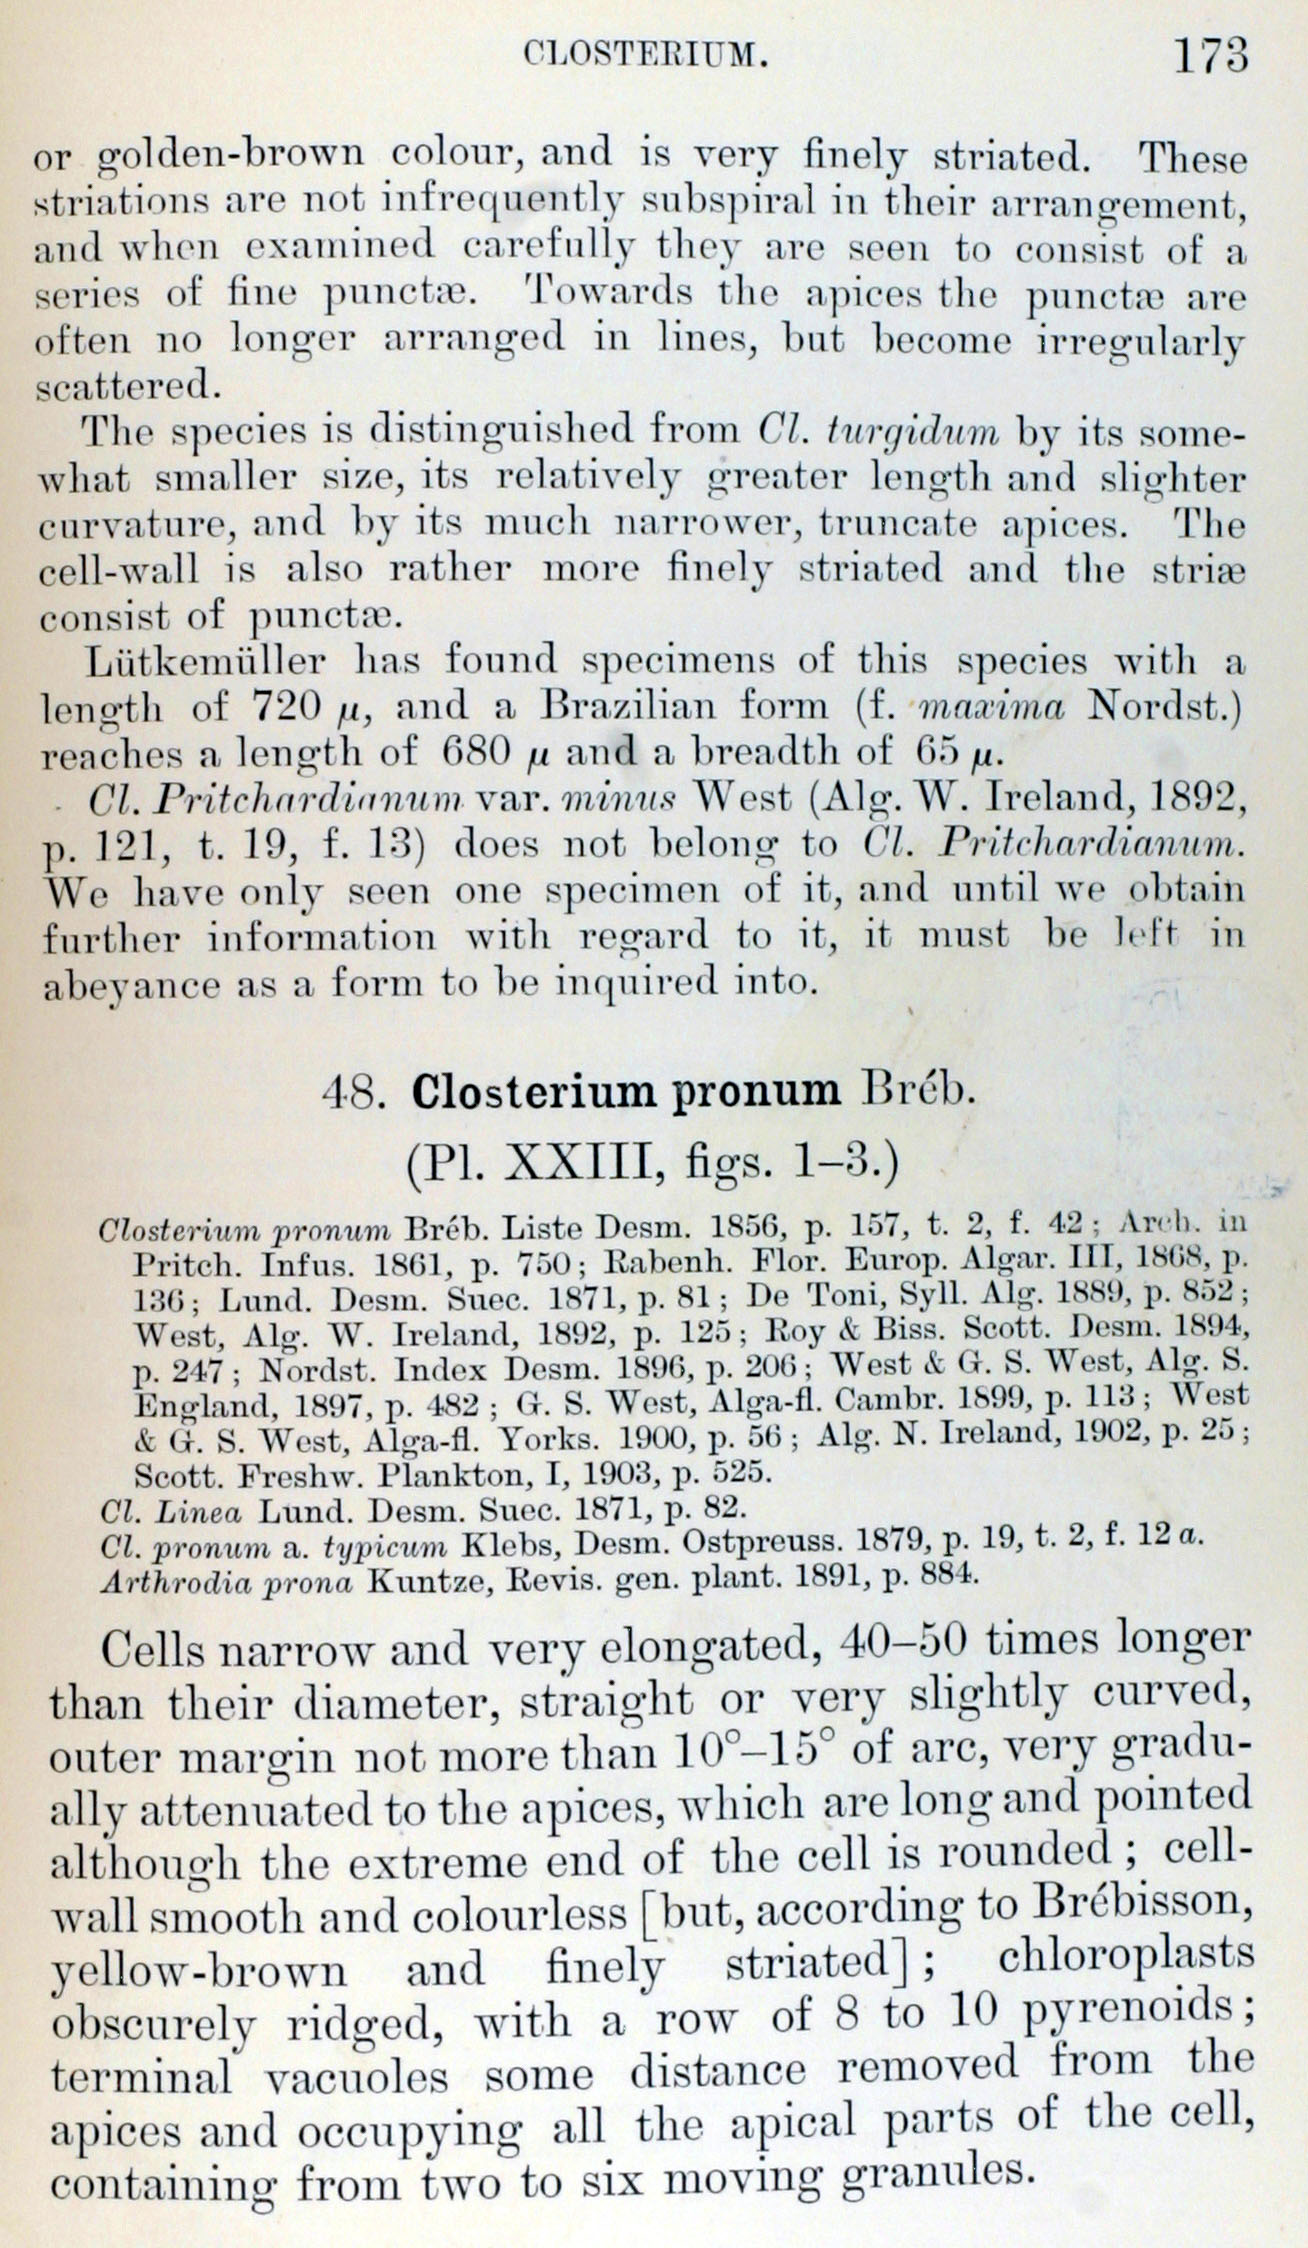 CLOSTERIUM. 173
or golden-brown colour, and is very finely striated. These
striations are not infrequently subspiral in their arrangement,
and when examined carefully they are seen to consist of a
series of fine punctæ. Towards the apices the punctæ are
often no longer arranged in lines, but become irregularly
scattered.
The species is distinguished from Cl. turgidum by its some-
what smaller size, its relatively greater length and slighter
curvature, and by its much narrower, truncate apices. The
cell-wall is also rather more finely striated and the striæ
consist of punctæ.
Lütkemüller has found specimens of this species with a
length of 720 μ, and a Brazilian form (f. maxima Nordst.)
reaches a length of 680 μ and a breadth of 65 μ.
Cl. Pritchardianum var. minus West (Alg. W. Ireland, 1892,
p. 121, t. 19, f. 13) does not belong to Cl. Pritchardianum.
We have only seen one specimen of it, and until we obtain
further information with regard to it, it must be left in
abeyance as a form to be inquired into.
48. Closterium pronum Bréb.
(Pl. XXIII, figs. 1–3.)
Closterium pronum Bréb. Liste Desm. 1856, p. 157, t. 2, f. 42; Arch. in
Pritch. Infus. 1861, p. 750; Rabenh. Flor. Europ. Algar. III, 1868, p.
136; Lund. Desm. Suec. 1871, p. 81; De Toni, Syll. Alg. 1889, p. 852;
West, Alg. W. Ireland, 1892, p. 125; Roy & Biss. Scott. Desm. 1894,
p. 247; Nordst. Index Desm. 1896, p. 206; West & G. S. West, Alg. S.
England, 1897, p. 482; G. S. West, Alga-fl. Cambr. 1899, p. 113; West
& G. S. West, Alga-fl. Yorks. 1900, p. 56; Alg. N. Ireland, 1902, p. 25;
Scott. Freshw. Plankton, I, 1903, p. 525.
Cl. Linea Lund. Desm. Suec. 1871, p. 82.
Cl. pronum a. typicum Klebs, Desm. Ostpreuss. 1879, p. 19, t. 2, f. 12 a.
Arthrodia prona Kuntze, Revis. gen. plant. 1891, p. 884.
Cells narrow and very elongated, 40–50 times longer
than their diameter, straight or very slightly curved,
outer margin not more than 10°–15° of arc, very gradu-
ally attenuated to the apices, which are long and pointed
although the extreme end of the cell is rounded; cell-
wall smooth and colourless [but, according to Brébisson,
yellow-brown and finely striated]; chloroplasts
obscurely ridged, with a row of 8 to 10 pyrenoids;
terminal vacuoles some distance removed from the
apices and occupying all the apical parts of the cell,
containing from two to six moving granules.